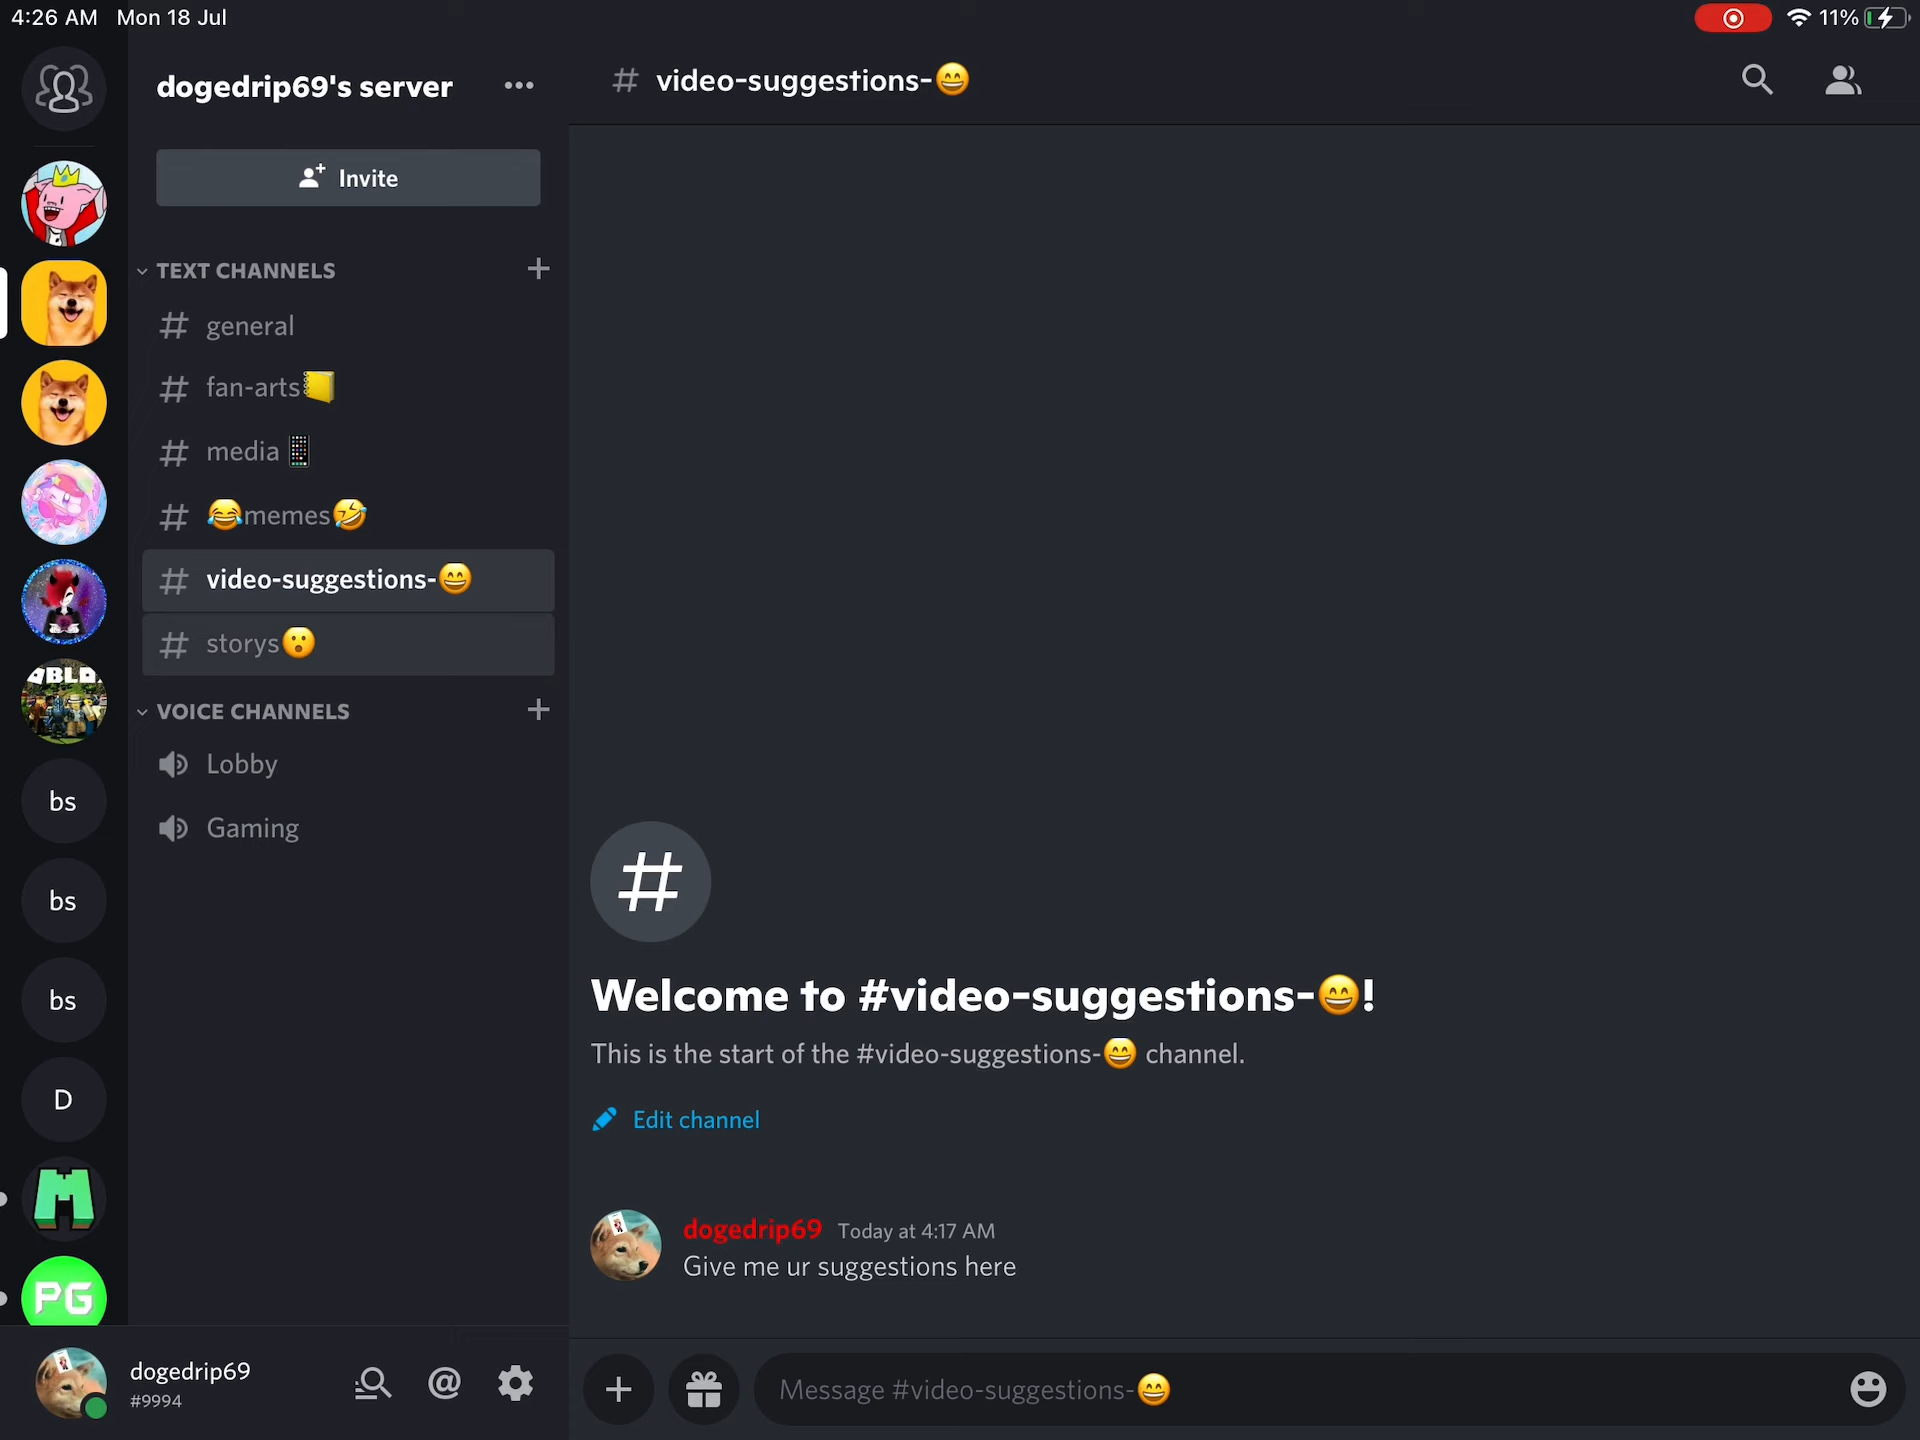 4:26 AM Mon 18 Jul
11%
dogedrip69's server
Invite
TEXT CHANNELS
general
fan-arts📒
media📱
😂memes🤣
video-suggestions-😄
storys😮
VOICE CHANNELS
Lobby
Gaming
bs
bs
bs
D
M
PG
dogedrip69
#9994
# video-suggestions-😄
#
Welcome to #video-suggestions-😄!
This is the start of the #video-suggestions-😄 channel.
Edit channel
dogedrip69 Today at 4:17 AM
Give me ur suggestions here
Message #video-suggestions-😄